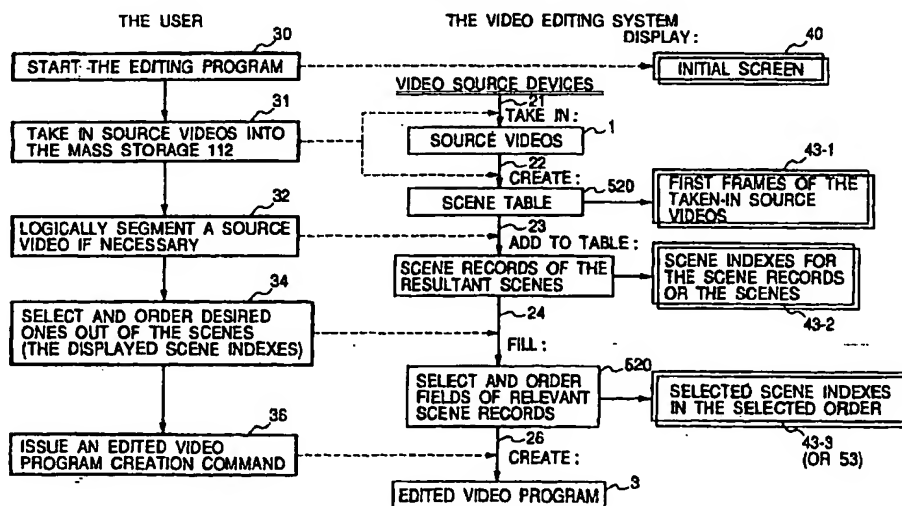 THE USER
THE VIDEO EDITING SYSTEM
DISPLAY:
30
START THE EDITING PROGRAM
40
INITIAL SCREEN
VIDEO SOURCE DEVICES
21
TAKE IN:
31
TAKE IN SOURCE VIDEOS INTO
THE MASS STORAGE 112
1
SOURCE VIDEOS
22
CREATE:
520
SCENE TABLE
43-1
FIRST FRAMES OF THE
TAKEN-IN SOURCE
VIDEOS
32
LOGICALLY SEGMENT A SOURCE
VIDEO IF NECESSARY
23
ADD TO TABLE:
SCENE RECORDS OF THE
RESULTANT SCENES
SCENE INDEXES FOR
THE SCENE RECORDS
OR THE SCENES
43-2
34
SELECT AND ORDER DESIRED
ONES OUT OF THE SCENES
(THE DISPLAYED SCENE INDEXES)
24
FILL:
520
SELECT AND ORDER
FIELDS OF RELEVANT
SCENE RECORDS
SELECTED SCENE INDEXES
IN THE SELECTED ORDER
43-3
(OR 53)
36
ISSUE AN EDITED VIDEO
PROGRAM CREATION COMMAND
26
CREATE:
3
EDITED VIDEO PROGRAM